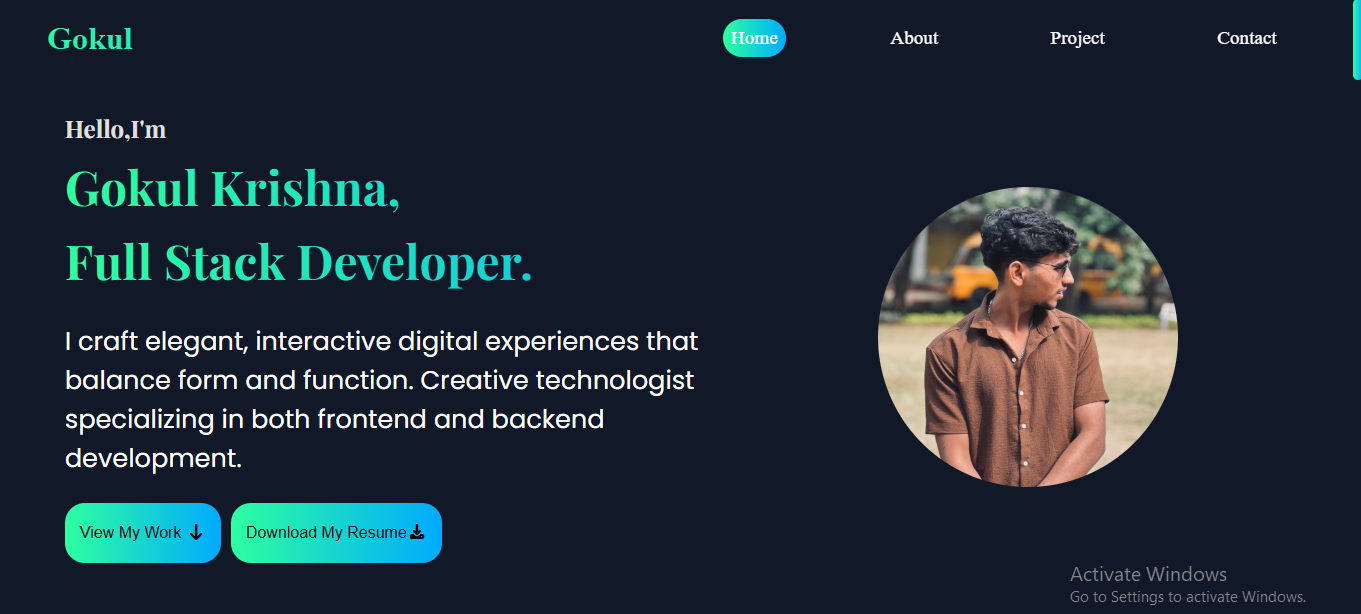 Gokul
Home
About
Project
Contact
Hello,I'm
Gokul Krishna,
Full Stack Developer.
I craft elegant, interactive digital experiences that
balance form and function. Creative technologist
specializing in both frontend and backend
development.
View My Work
Download My Resume
Activate Windows
Go to Settings to activate Windows.